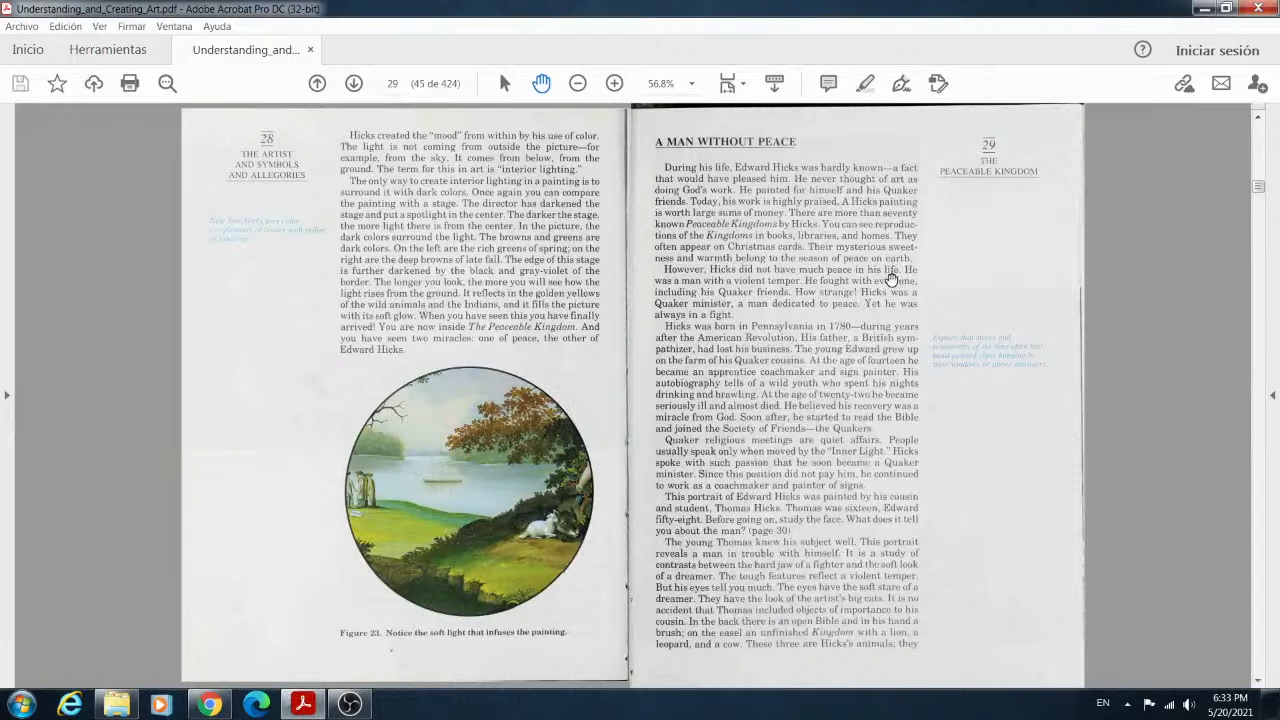 Understanding_and_Creating_Art.pdf - Adobe Acrobat Pro DC (32-bit)
Archivo Edición Ver Firmar Ventana Ayuda
Inicio Herramientas Understanding_and... × Iniciar sesión
29 (45 de 424) 56.8%
28
THE ARTIST
AND SYMBOLS
AND ALLEGORIES
Hicks created the “mood” from within by his use of color.
The light is not coming from outside the picture—for
example, from the sky. It comes from below, from the
ground. The term for this in art is “interior lighting.”
The only way to create interior lighting in a painting is to
surround it with dark colors. Once again you can compare
the painting with a stage. The director has darkened the
stage and put a spotlight in the center. The darker the stage,
the more light there is from the center. In the picture, the
dark colors surround the light. The browns and greens are
dark colors. On the left are the rich greens of spring; on the
right are the deep browns of late fall. The edge of this stage
is further darkened by the black and gray-violet of the
border. The longer you look, the more you will see how the
light rises from the ground. It reflects in the golden yellows
of the wild animals and the Indians, and it fills the picture
with its soft glow. When you have seen this you have finally
arrived! You are now inside The Peaceable Kingdom. And
you have seen two miracles: one of peace, the other of
Edward Hicks.
Figure 23. Notice the soft light that infuses the painting.
A MAN WITHOUT PEACE
During his life, Edward Hicks was hardly known—a fact
that would have pleased him. He never thought of art as
doing God's work. He painted for himself and his Quaker
friends. Today, his work is highly praised. A Hicks painting
is worth large sums of money. There are more than seventy
known Peaceable Kingdoms by Hicks. You can see reproduc-
tions of the Kingdoms in books, libraries, and homes. They
often appear on Christmas cards. Their mysterious sweet-
ness and warmth belong to the season of peace on earth.
However, Hicks did not have much peace in his life. He
was a man with a violent temper. He fought with everyone,
including his Quaker friends. How strange! Hicks was a
Quaker minister, a man dedicated to peace. Yet he was
always in a fight.
Hicks was born in Pennsylvania in 1780—during years
after the American Revolution. His father, a British sym-
pathizer, had lost his business. The young Edward grew up
on the farm of his Quaker cousins. At the age of fourteen he
became an apprentice coachmaker and sign painter. His
autobiography tells of a wild youth who spent his nights
drinking and brawling. At the age of twenty-two he became
seriously ill and almost died. He believed his recovery was a
miracle from God. Soon after, he started to read the Bible
and joined the Society of Friends—the Quakers.
Quaker religious meetings are quiet affairs. People
usually speak only when moved by the “Inner Light.” Hicks
spoke with such passion that he soon became a Quaker
minister. Since this position did not pay him, he continued
to work as a coachmaker and painter of signs.
This portrait of Edward Hicks was painted by his cousin
and student, Thomas Hicks. Thomas was sixteen, Edward
fifty-eight. Before going on, study the face. What does it tell
you about the man? (page 30)
The young Thomas knew his subject well. This portrait
reveals a man in trouble with himself. It is a study of
contrasts between the hard jaw of a fighter and the soft look
of a dreamer. The tough features reflect a violent temper.
But his eyes tell you much. The eyes have the soft stare of a
dreamer. They have the look of the artist's big cats. It is no
accident that Thomas included objects of importance to his
cousin. In the back there is an open Bible and in his hand a
brush; on the easel an unfinished Kingdom with a lion, a
leopard, and a cow. These three are Hicks's animals; they
29
THE
PEACEABLE KINGDOM
EN
6:33 PM
5/20/2021